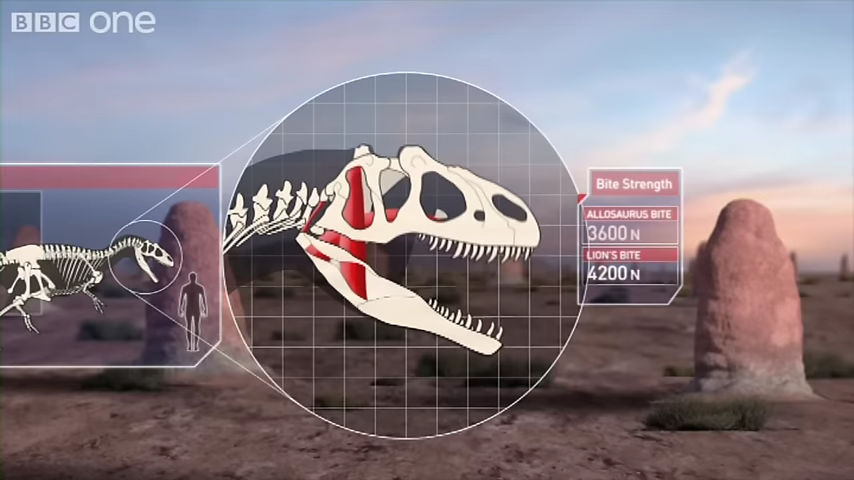 BBC one
Bite Strength
ALLOSAURUS BITE
3600 N
LION'S BITE
4200 N